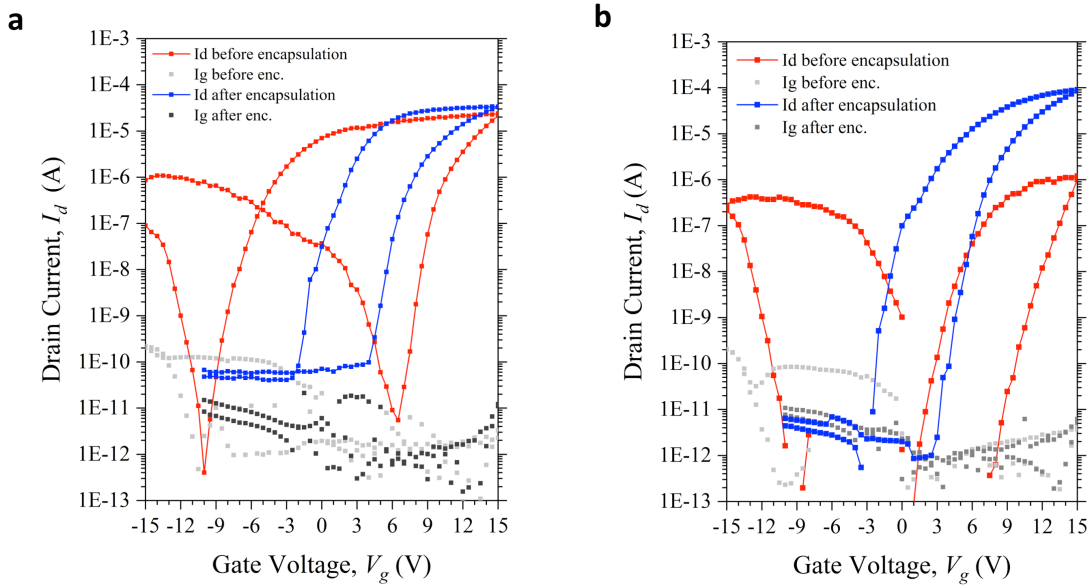 a
1E-3
1E-4
1E-5
1E-6
1E-7
1E-8
1E-9
1E-10
1E-11
1E-12
1E-13
Drain Current, I_d (A)
Id before encapsulation
Ig before enc.
Id after encapsulation
Ig after enc.
-15 -12 -9 -6 -3 0 3 6 9 12 15
Gate Voltage, V_g (V)
b
1E-3
1E-4
1E-5
1E-6
1E-7
1E-8
1E-9
1E-10
1E-11
1E-12
1E-13
Drain Current, I_d (A)
Id before encapsulation
Ig before enc.
Id after encapsulation
Ig after enc.
-15 -12 -9 -6 -3 0 3 6 9 12 15
Gate Voltage, V_g (V)